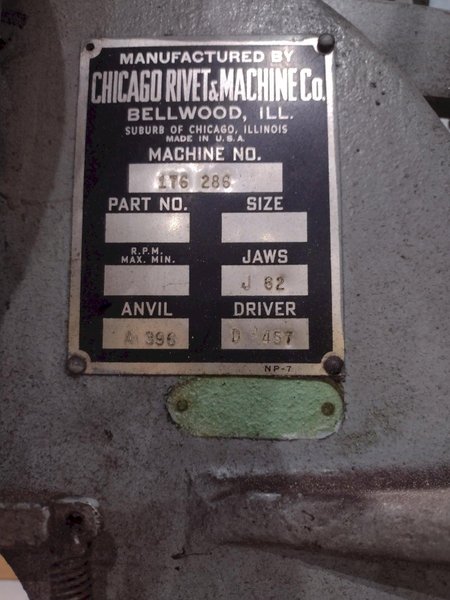 MANUFACTURED BY
CHICAGO RIVET & MACHINE Co.
BELLWOOD, ILL.
SUBURB OF CHICAGO, ILLINOIS
MADE IN U.S.A.
MACHINE NO.
1T6 286
PART NO. SIZE
R.P.M.
MAX. MIN. JAWS
J 62
ANVIL DRIVER
A 396 D 457
NP-7